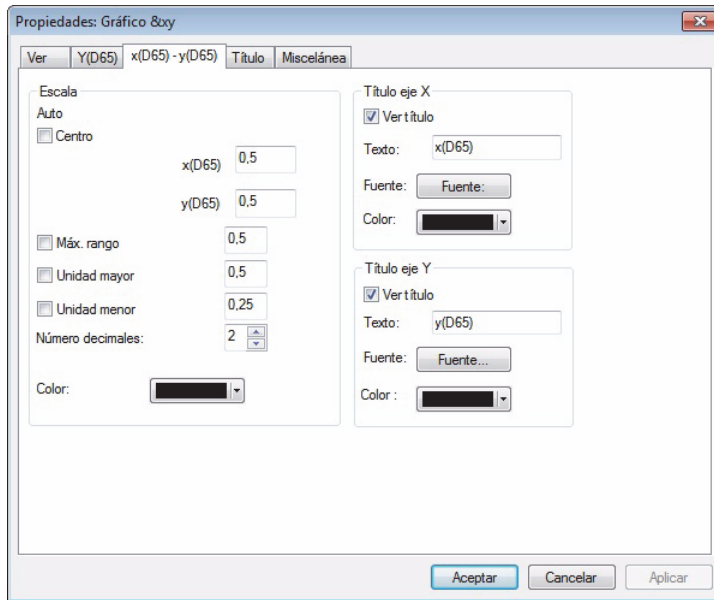 Propiedades: Gráfico &xy
Ver
Y(D65)
x(D65) - y(D65)
Título
Miscelánea
Escala
Auto
Centro
x(D65)
0,5
y(D65)
0,5
Máx. rango
0,5
Unidad mayor
0,5
Unidad menor
0,25
Número decimales:
2
Color:
Título eje X
Ver título
Texto:
x(D65)
Fuente:
Fuente:
Color:
Título eje Y
Ver título
Texto:
y(D65)
Fuente:
Fuente...
Color :
Aceptar
Cancelar
Aplicar